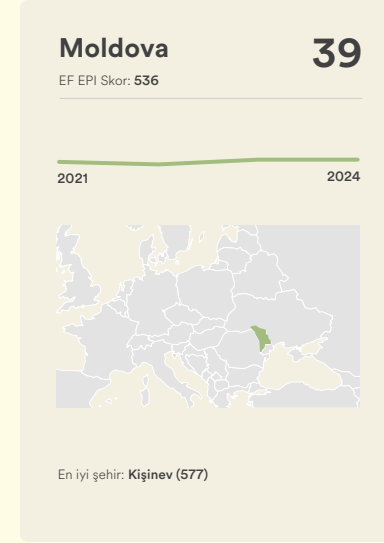 Moldova
39
EF EPI Skor: 536
2021
2024
En iyi şehir: Kişinev (577)